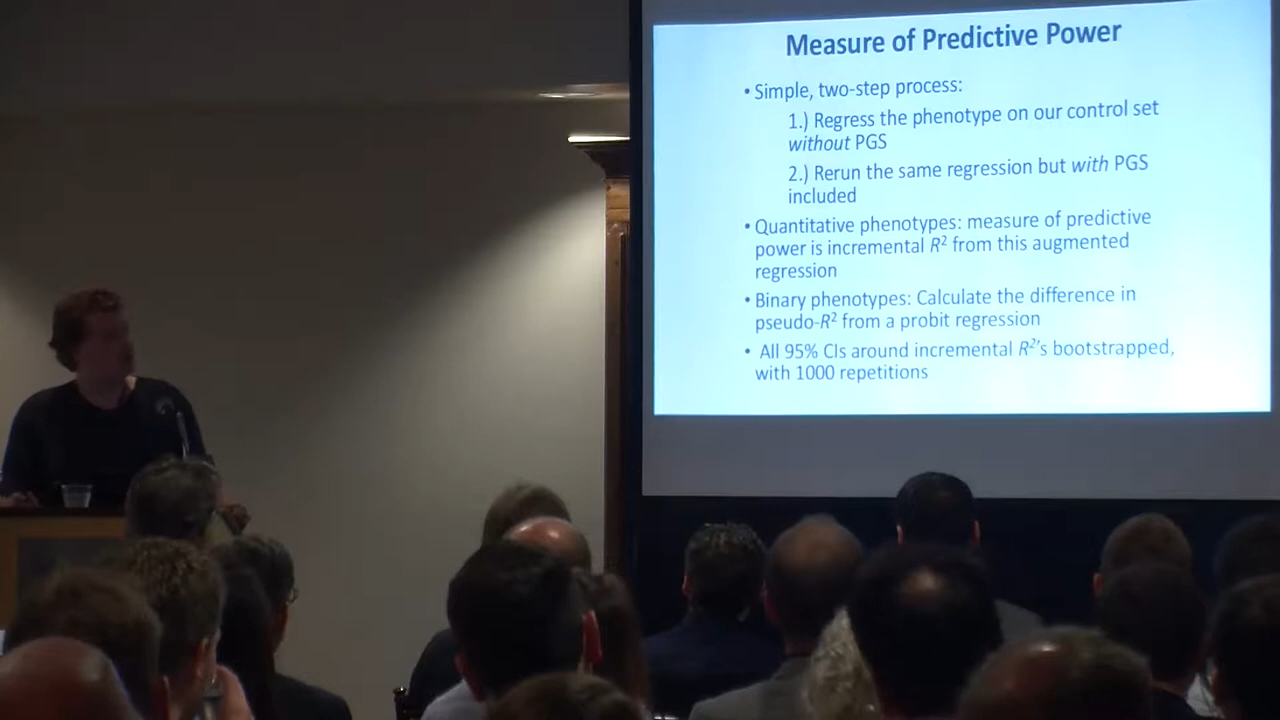 Measure of Predictive Power
• Simple, two-step process:
1.) Regress the phenotype on our control set
without PGS
2.) Rerun the same regression but with PGS
included
• Quantitative phenotypes: measure of predictive
power is incremental R² from this augmented
regression
• Binary phenotypes: Calculate the difference in
pseudo-R² from a probit regression
• All 95% CIs around incremental R²'s bootstrapped,
with 1000 repetitions